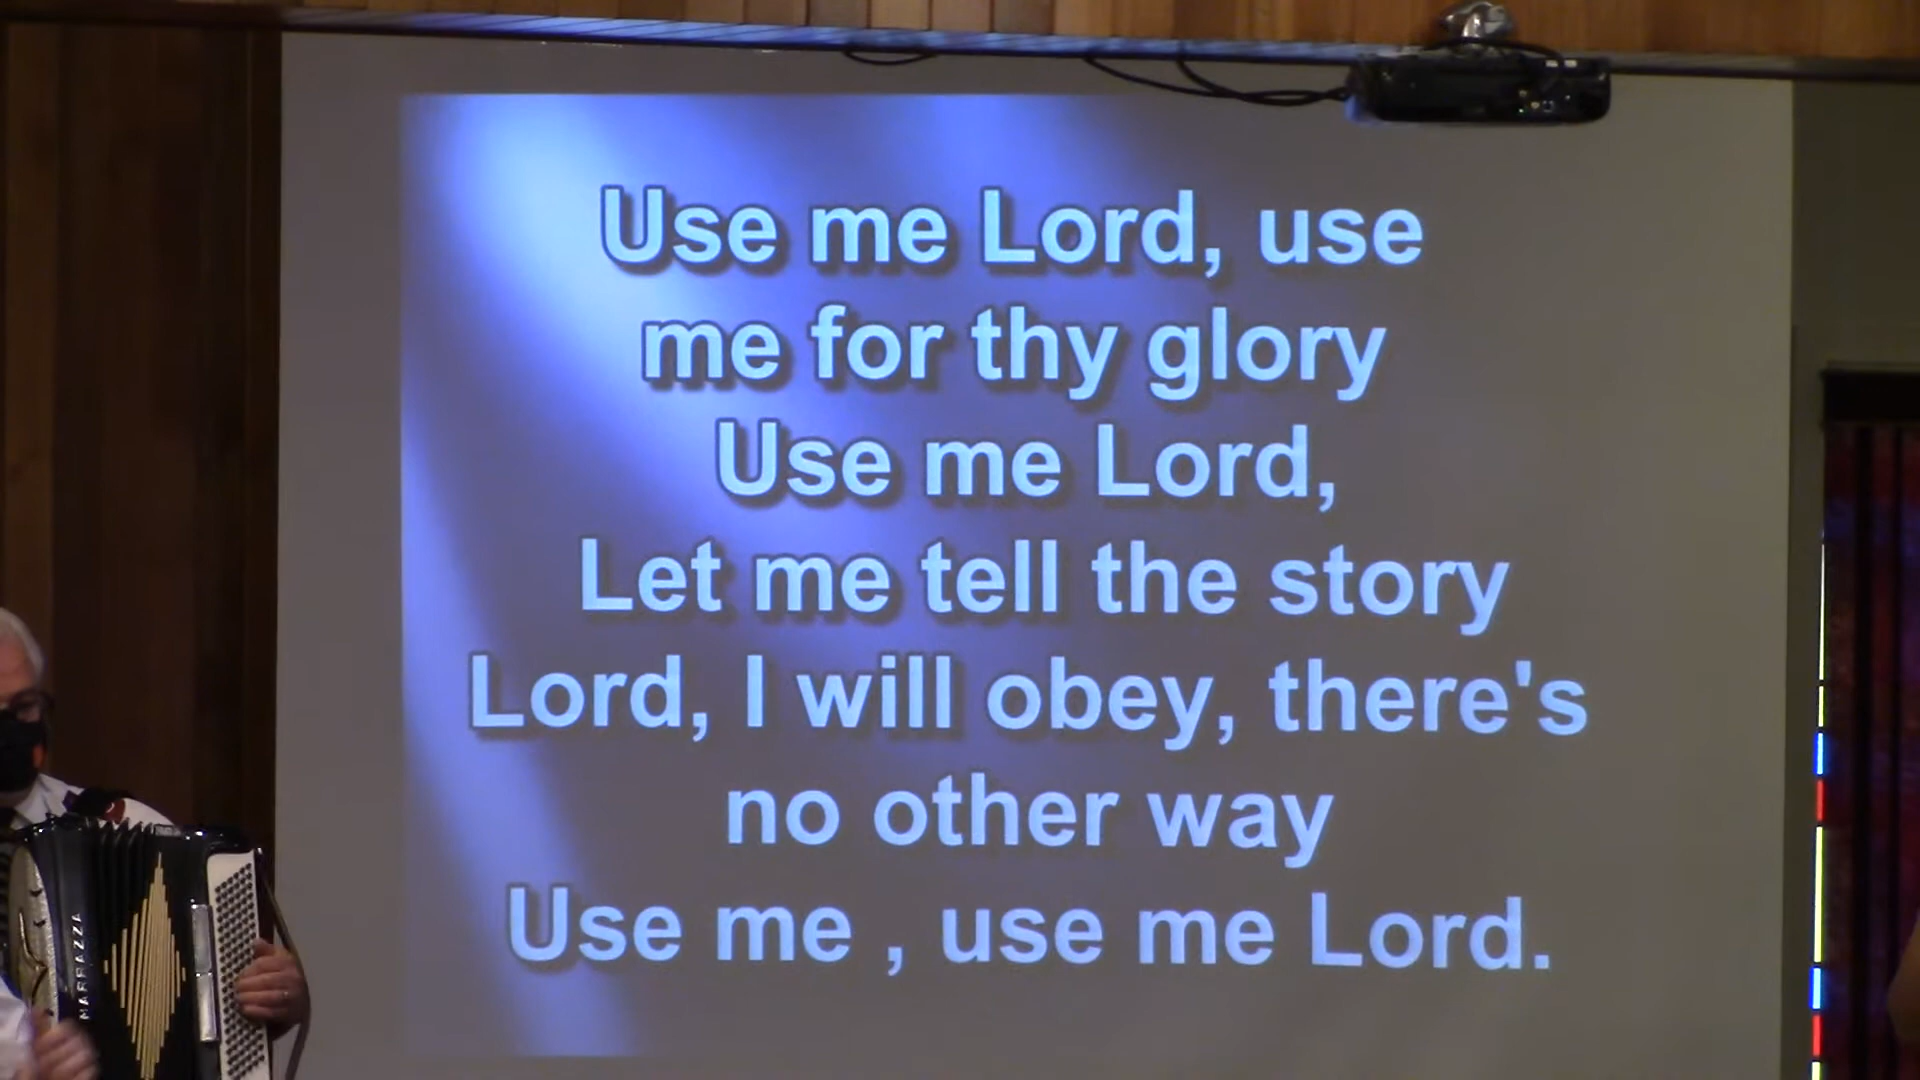 Use me Lord, use
me for thy glory
Use me Lord,
Let me tell the story
Lord, I will obey, there's
no other way
Use me , use me Lord.
MARRAZZA